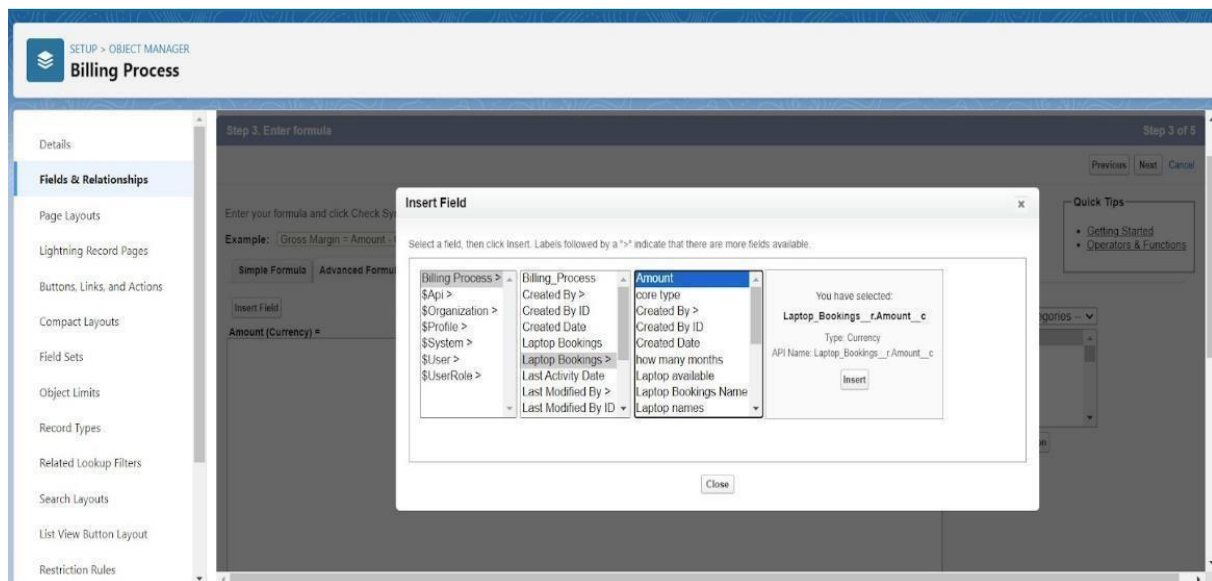 SETUP > OBJECT MANAGER
Billing Process
Details
Fields & Relationships
Page Layouts
Lightning Record Pages
Buttons, Links, and Actions
Compact Layouts
Field Sets
Object Limits
Record Types
Related Lookup Filters
Search Layouts
List View Button Layout
Restriction Rules
Step 3. Enter formula
Step 3 of 5
Previous Next Cancel
Enter your formula and click Check
Example: Gross Margin = Amount -
Simple Formula Advanced
Insert Field
Amount (Currency) =
Quick Tips
Getting Started
Operators & Functions
Insert Field
x
Select a field, then click Insert. Labels followed by a ">" indicate that there are more fields available.
Billing Process >
$Api >
$Organization >
$Profile >
$System >
$User >
$UserRole >
Billing_Process
Created By >
Created By ID
Created Date
Laptop Bookings
Laptop Bookings >
Last Activity Date
Last Modified By >
Last Modified By ID
Amount
core type
Created By >
Created By ID
Created Date
how many months
Laptop available
Laptop Bookings Name
Laptop names
You have selected:
Laptop_Bookings__r.Amount__c
Type: Currency
API Name: Laptop_Bookings__r.Amount__c
Insert
Close